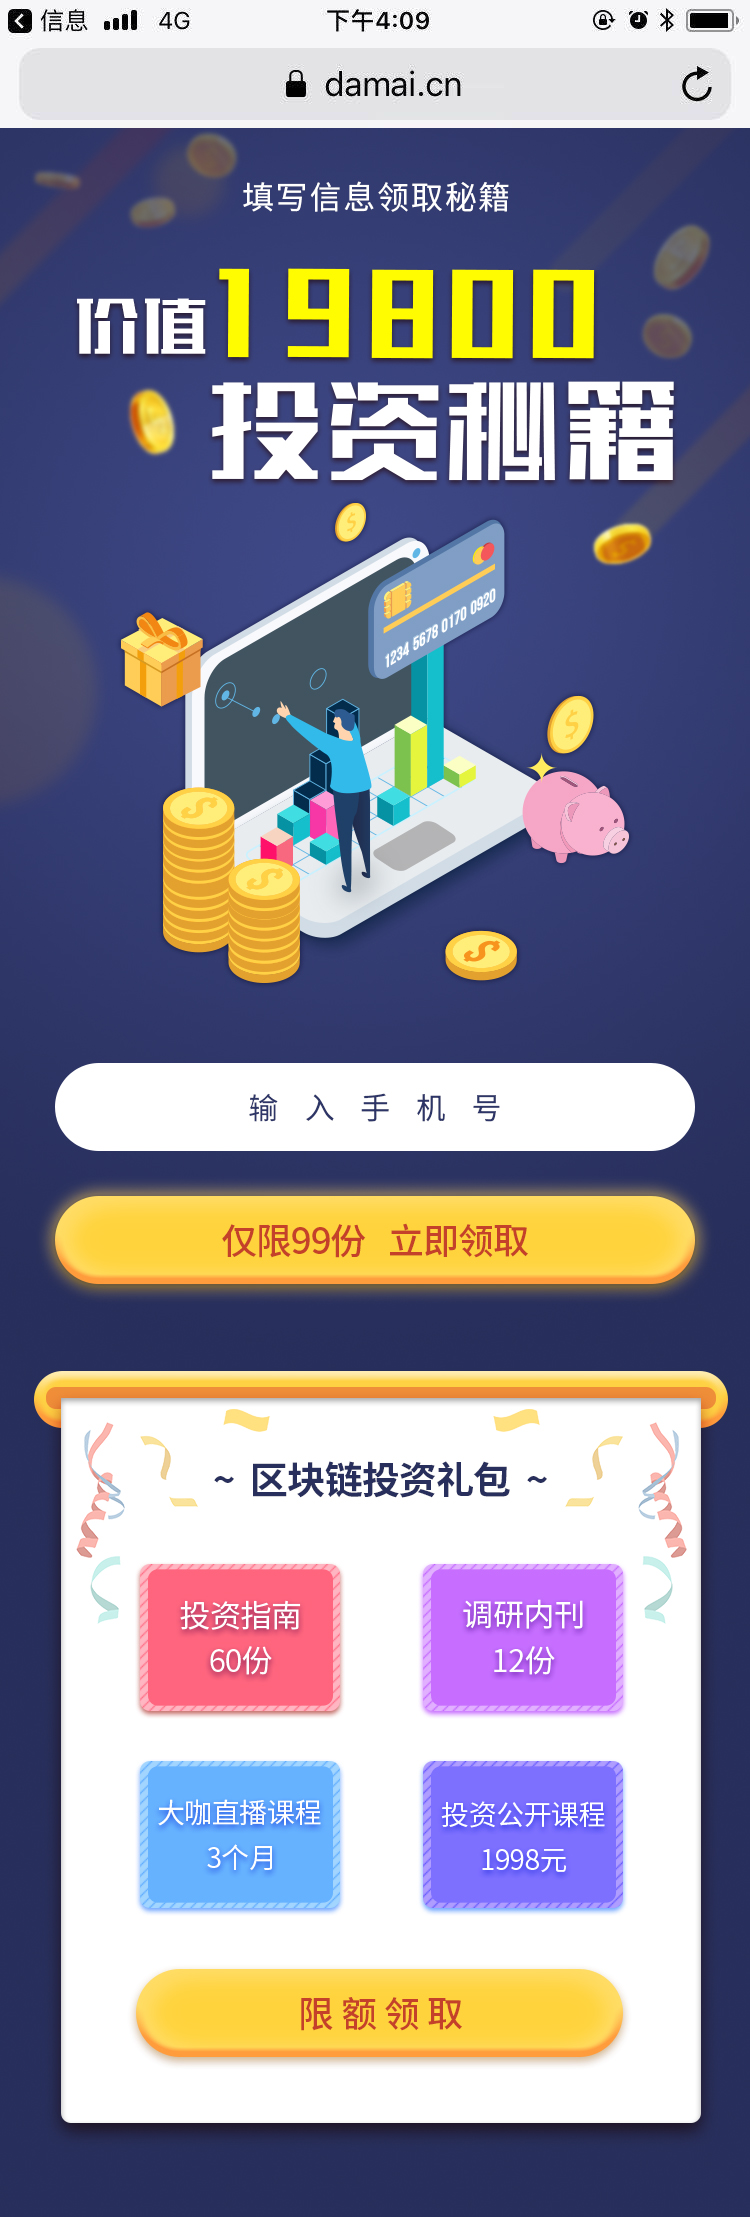 信息 4G 下午4:09
damai.cn
填写信息领取秘籍
价值19800
投资秘籍
1234 5678 0170 0920
输入手机号
仅限99份 立即领取
~ 区块链投资礼包 ~
投资指南
60份
调研内刊
12份
大咖直播课程
3个月
投资公开课程
1998元
限额领取